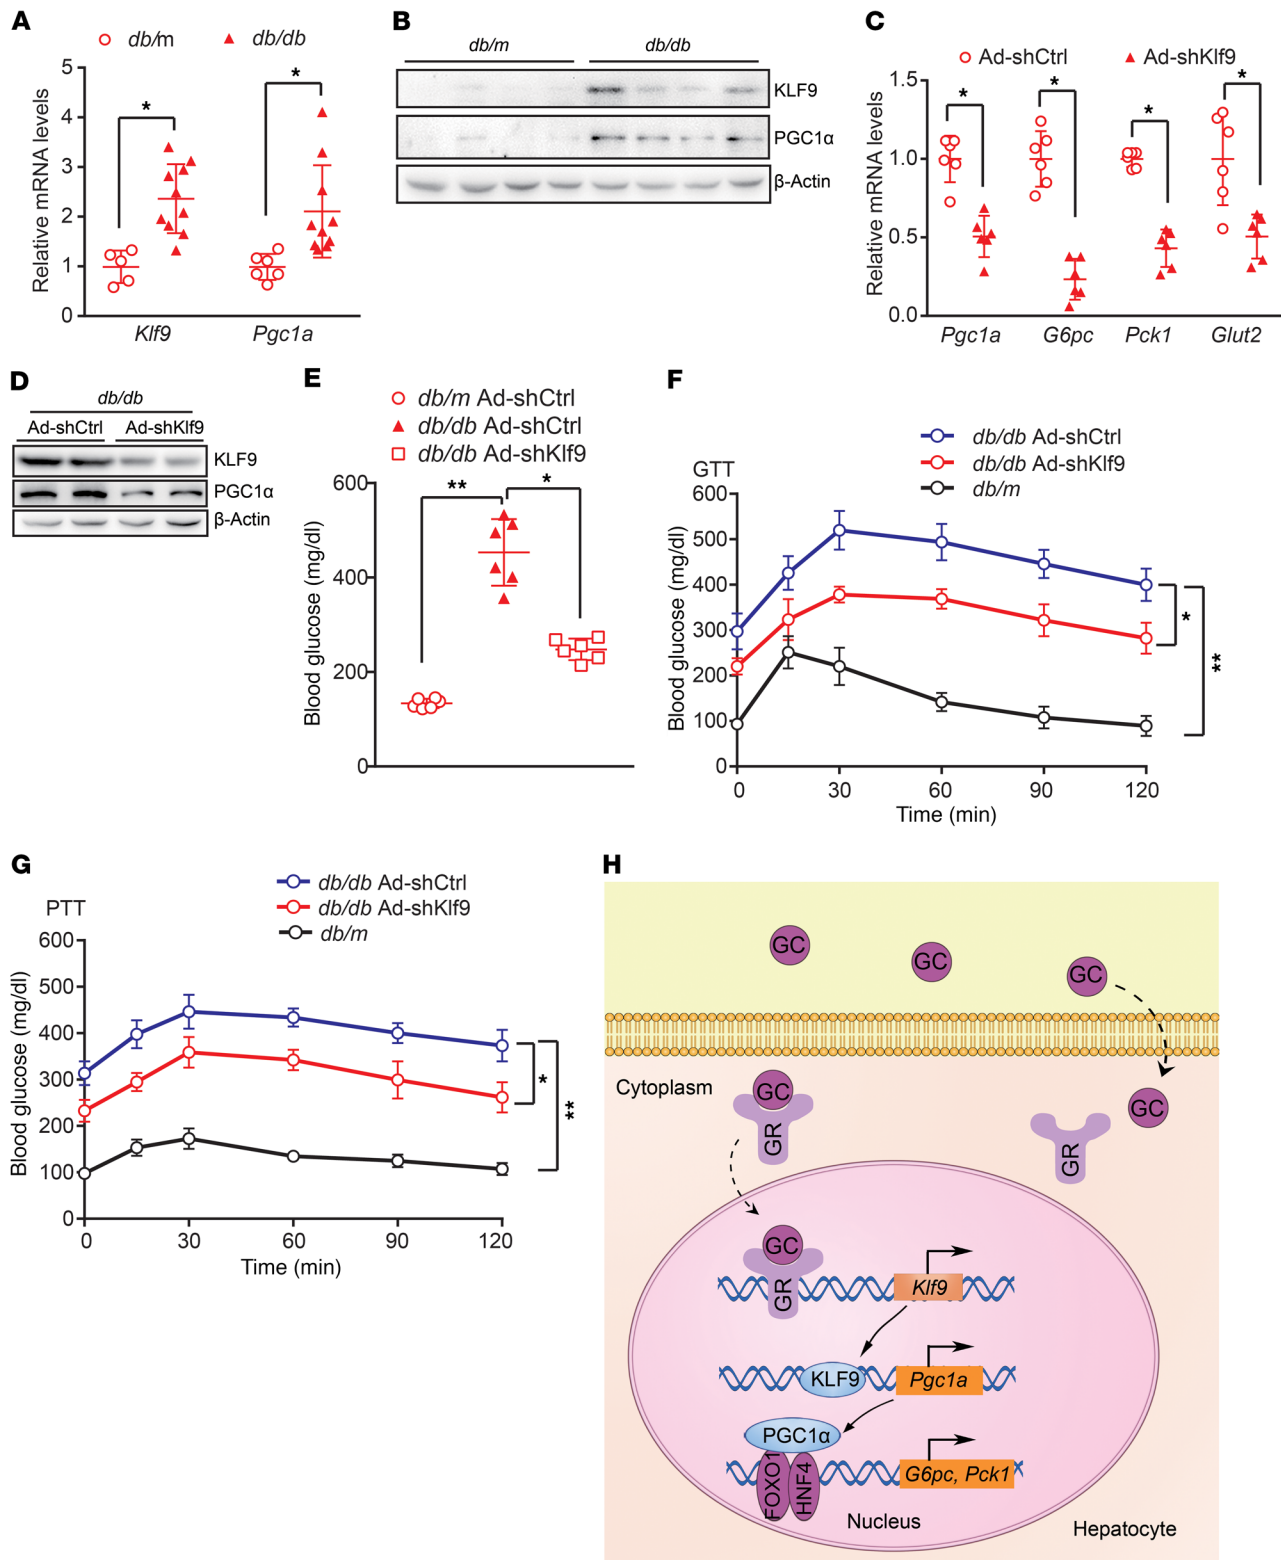 A
db/m
db/db
Relative mRNA levels
5
4
3
2
1
0
*
*
Klf9
Pgc1a
B
db/m
db/db
KLF9
PGC1α
β-Actin
C
Ad-shCtrl
Ad-shKlf9
Relative mRNA levels
1.5
1.0
0.5
0.0
*
*
*
*
Pgc1a
G6pc
Pck1
Glut2
D
db/db
Ad-shCtrl
Ad-shKlf9
KLF9
PGC1α
β-Actin
E
db/m Ad-shCtrl
db/db Ad-shCtrl
db/db Ad-shKlf9
Blood glucose (mg/dl)
600
400
200
0
**
*
F
db/db Ad-shCtrl
db/db Ad-shKlf9
db/m
GTT
Blood glucose (mg/dl)
600
500
400
300
200
100
0
*
**
0
30
60
90
120
Time (min)
G
db/db Ad-shCtrl
db/db Ad-shKlf9
db/m
PTT
Blood glucose (mg/dl)
600
500
400
300
200
100
0
*
**
0
30
60
90
120
Time (min)
H
GC
GC
GC
Cytoplasm
GC
GR
GC
GR
GC
GR
Klf9
KLF9
Pgc1a
PGC1α
FOXO1
HNF4
G6pc, Pck1
Nucleus
Hepatocyte